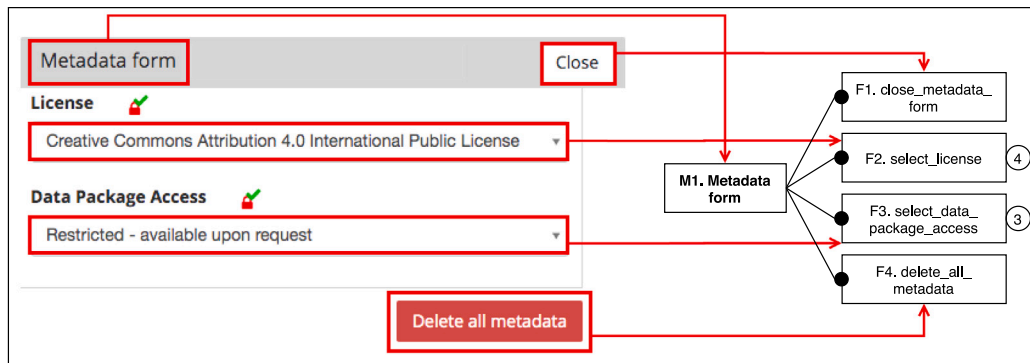 Metadata form
Close
License
Creative Commons Attribution 4.0 International Public License
Data Package Access
Restricted - available upon request
Delete all metadata
M1. Metadata
form
F1. close_metadata_
form
F2. select_license
4
F3. select_data_
package_access
3
F4. delete_all_
metadata